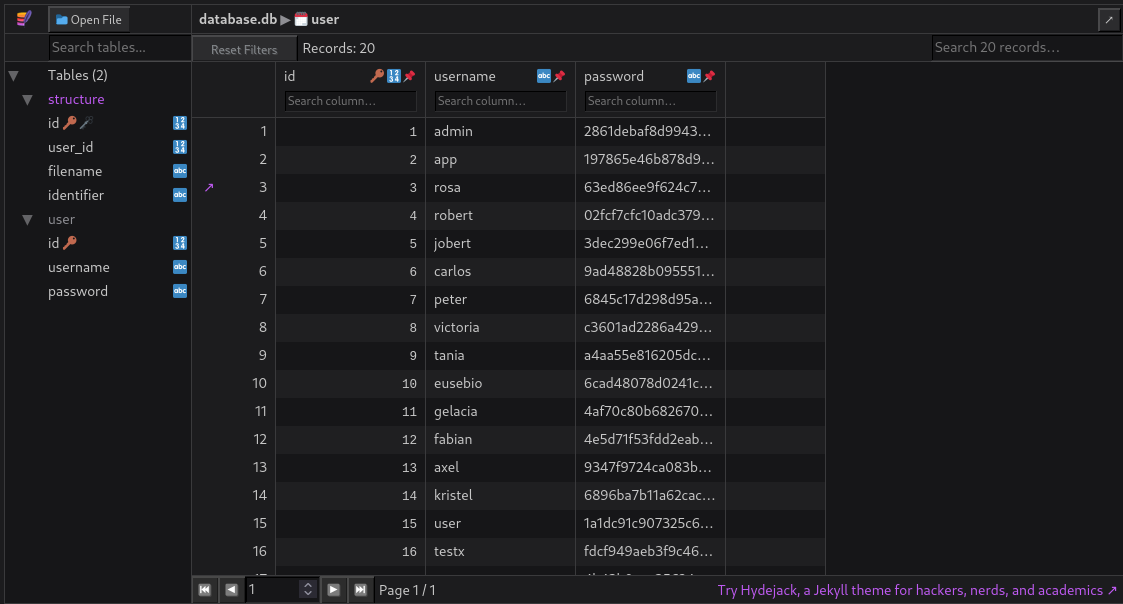 Open File database.db ▶ user
Search tables... Reset Filters Records: 20 Search 20 records...
Tables (2)
structure
id
user_id
filename
identifier
user
id
username
password
id username password
Search column... Search column... Search column...
1 1 admin 2861debaf8d9943...
2 2 app 197865e46b878d9...
↗ 3 3 rosa 63ed86ee9f624c7...
4 4 robert 02fcf7cfc10adc379...
5 5 jobert 3dec299e06f7ed1...
6 6 carlos 9ad48828b095551...
7 7 peter 6845c17d298d95a...
8 8 victoria c3601ad2286a429...
9 9 tania a4aa55e816205dc...
10 10 eusebio 6cad48078d0241c...
11 11 gelacia 4af70c80b682670...
12 12 fabian 4e5d71f53fdd2eab...
13 13 axel 9347f9724ca083b...
14 14 kristel 6896ba7b11a62cac...
15 15 user 1a1dc91c907325c6...
16 16 testx fdcf949aeb3f9c46...
1 Page 1 / 1 Try Hydejack, a Jekyll theme for hackers, nerds, and academics ↗